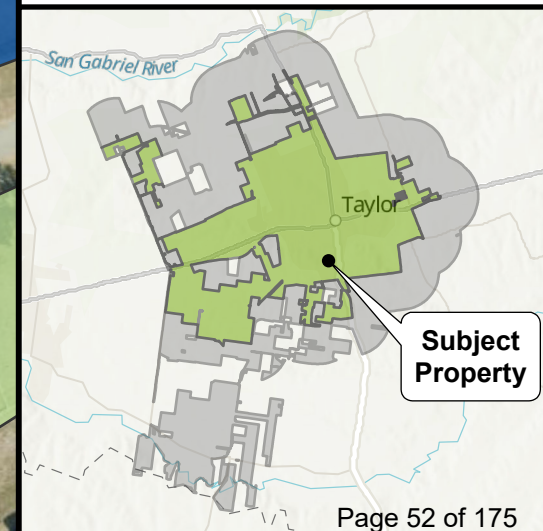 San Gabriel River
Taylor
Subject
Property
Page 52 of 175